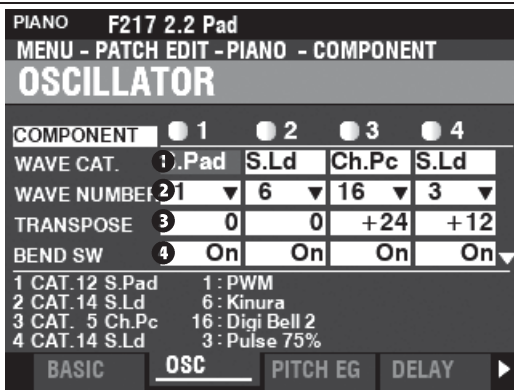 PIANO F217 2.2 Pad
MENU - PATCH EDIT - PIANO - COMPONENT
OSCILLATOR
COMPONENT 1 2 3 4
WAVE CAT. 1 .Pad S.Ld Ch.Pc S.Ld
WAVE NUMBER 2 1 ▼ 6 ▼ 16 ▼ 3 ▼
TRANSPOSE 3 0 0 +24 +12
BEND SW 4 On On On On
1 CAT.12 S.Pad 1 : PWM
2 CAT.14 S.Ld 6 : Kinura
3 CAT. 5 Ch.Pc 16 : Digi Bell 2
4 CAT.14 S.Ld 3 : Pulse 75%
BASIC OSC PITCH EG DELAY